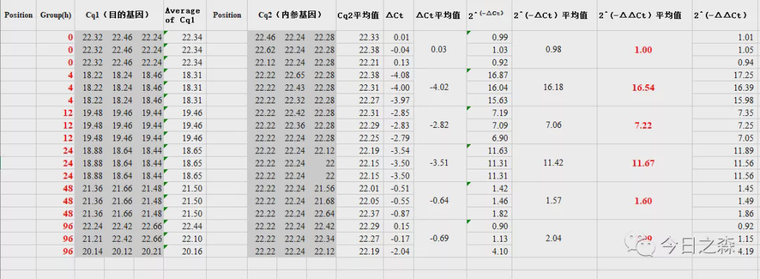 Position Group(h) Cq1（目的基因） Average of Cq1 Position Cq2（内参基因） Cq2平均值 ΔCt ΔCt平均值 2^(-ΔΔCt) 2^(-ΔΔCt) 平均值 2^(-ΔΔCt) 平均值 2^(-ΔΔCt)
0 22.32 22.46 22.24 22.34 22.46 22.24 22.28 22.33 0.01 0.99 1.01
0 22.32 22.46 22.24 22.34 22.62 22.24 22.28 22.38 -0.04 0.03 1.03 0.98 1.00 1.05
0 22.32 22.46 22.24 22.34 22.12 22.24 22.28 22.21 0.13 0.92 0.94
4 18.22 18.24 18.46 18.31 22.22 22.65 22.28 22.38 -4.08 16.87 17.25
4 18.22 18.24 18.46 18.31 22.22 22.43 22.28 22.31 -4.00 -4.02 16.04 16.18 16.54 16.39
4 18.22 18.24 18.46 18.31 22.22 22.32 22.28 22.27 -3.97 15.63 15.98
12 19.48 19.46 19.44 19.46 22.22 22.42 22.28 22.31 -2.85 7.19 7.35
12 19.48 19.46 19.44 19.46 22.22 22.36 22.28 22.29 -2.83 -2.82 7.09 7.06 7.22 7.25
12 19.48 19.46 19.44 19.46 22.22 22.24 22.28 22.25 -2.79 6.90 7.05
24 18.88 18.64 18.44 18.65 22.22 22.24 22.12 22.19 -3.54 11.63 11.89
24 18.88 18.64 18.44 18.65 22.22 22.24 22 22.15 -3.50 -3.51 11.31 11.42 11.67 11.56
24 18.88 18.64 18.44 18.65 22.22 22.24 22 22.15 -3.50 11.31 11.56
48 21.36 21.66 21.48 21.50 22.22 22.24 21.56 22.01 -0.51 1.42 1.45
48 21.36 21.66 21.48 21.50 22.22 22.24 21.68 22.05 -0.55 -0.64 1.46 1.57 1.60 1.49
48 21.36 21.66 21.48 21.50 22.22 22.24 22.64 22.37 -0.87 1.82 1.86
96 22.24 22.42 22.66 22.44 22.22 22.24 22.42 22.29 0.15 0.90 0.92
96 21.21 22.42 22.66 22.10 22.22 22.24 22.34 22.27 -0.17 -0.69 1.13 2.04 1.15
96 20.14 20.12 20.21 20.16 22.22 22.24 22.12 22.19 -2.04 4.10 4.19
今日之森